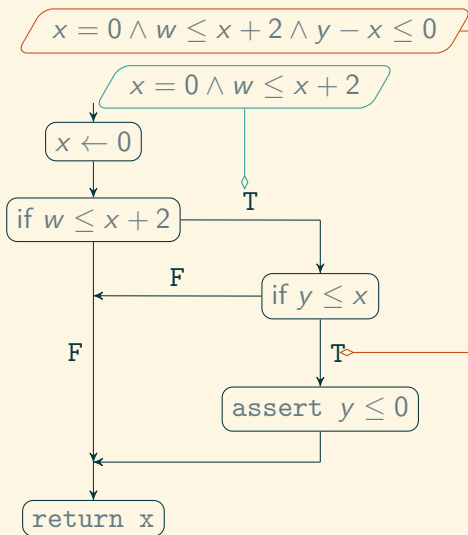 x = 0 ∧ w ≤ x + 2 ∧ y − x ≤ 0
x = 0 ∧ w ≤ x + 2
x ← 0
T
if w ≤ x + 2
F
if y ≤ x
F
T
assert y ≤ 0
return x